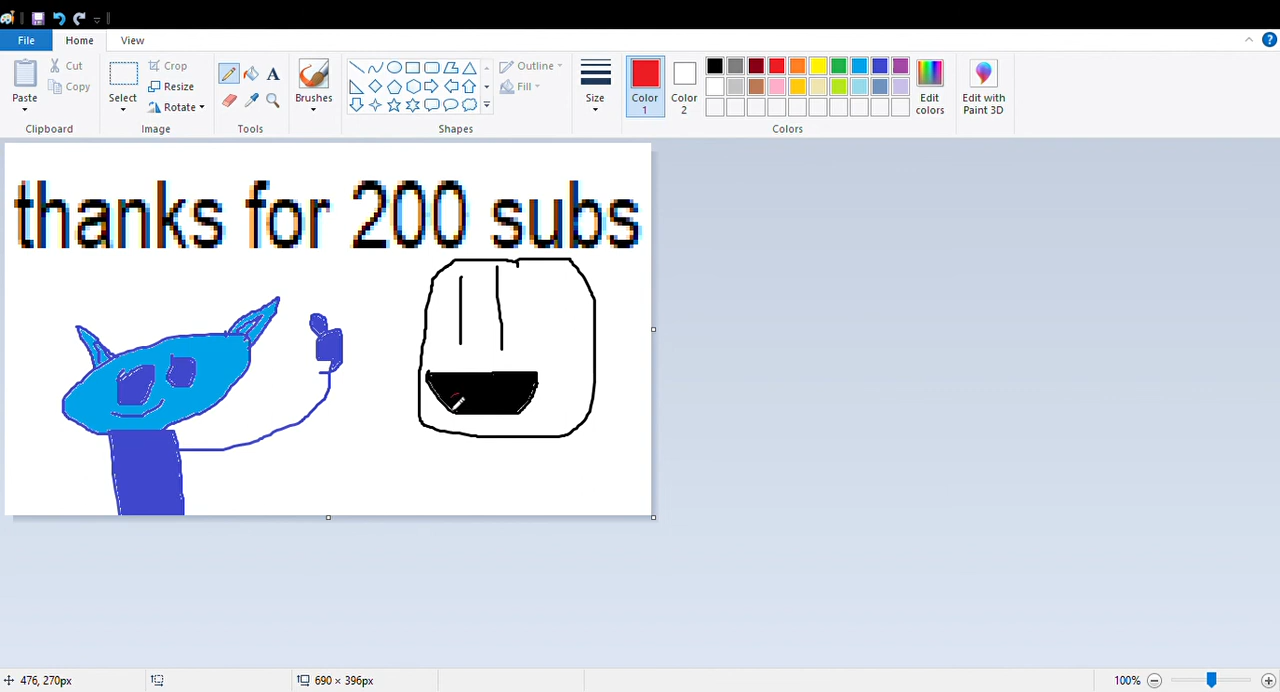 File Home View
Paste
Cut
Copy
Clipboard
Select
Crop
Resize
Rotate
Image
A
Tools
Brushes
Shapes
Outline
Fill
Size
Color 1
Color 2
Colors
Edit colors
Edit with Paint 3D
?
thanks for 200 subs
476, 270px
690 × 396px
100%